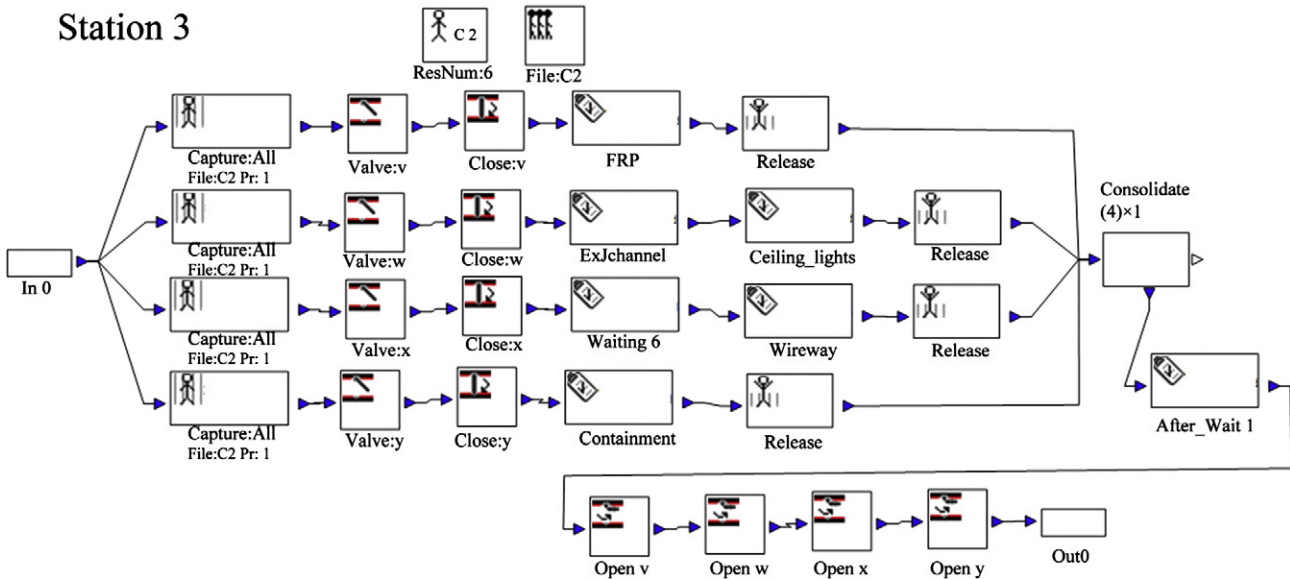 Station 3
C 2
ResNum:6
File:C2
Capture:All
File:C2 Pr: 1
Valve:v
Close:v
FRP
Release
Capture:All
File:C2 Pr: 1
Valve:w
Close:w
ExJchannel
Ceiling_lights
Release
Consolidate
(4)×1
In 0
Capture:All
File:C2 Pr: 1
Valve:x
Close:x
Waiting 6
Wireway
Release
Capture:All
File:C2 Pr: 1
Valve:y
Close:y
Containment
Release
After_Wait 1
Open v
Open w
Open x
Open y
Out0